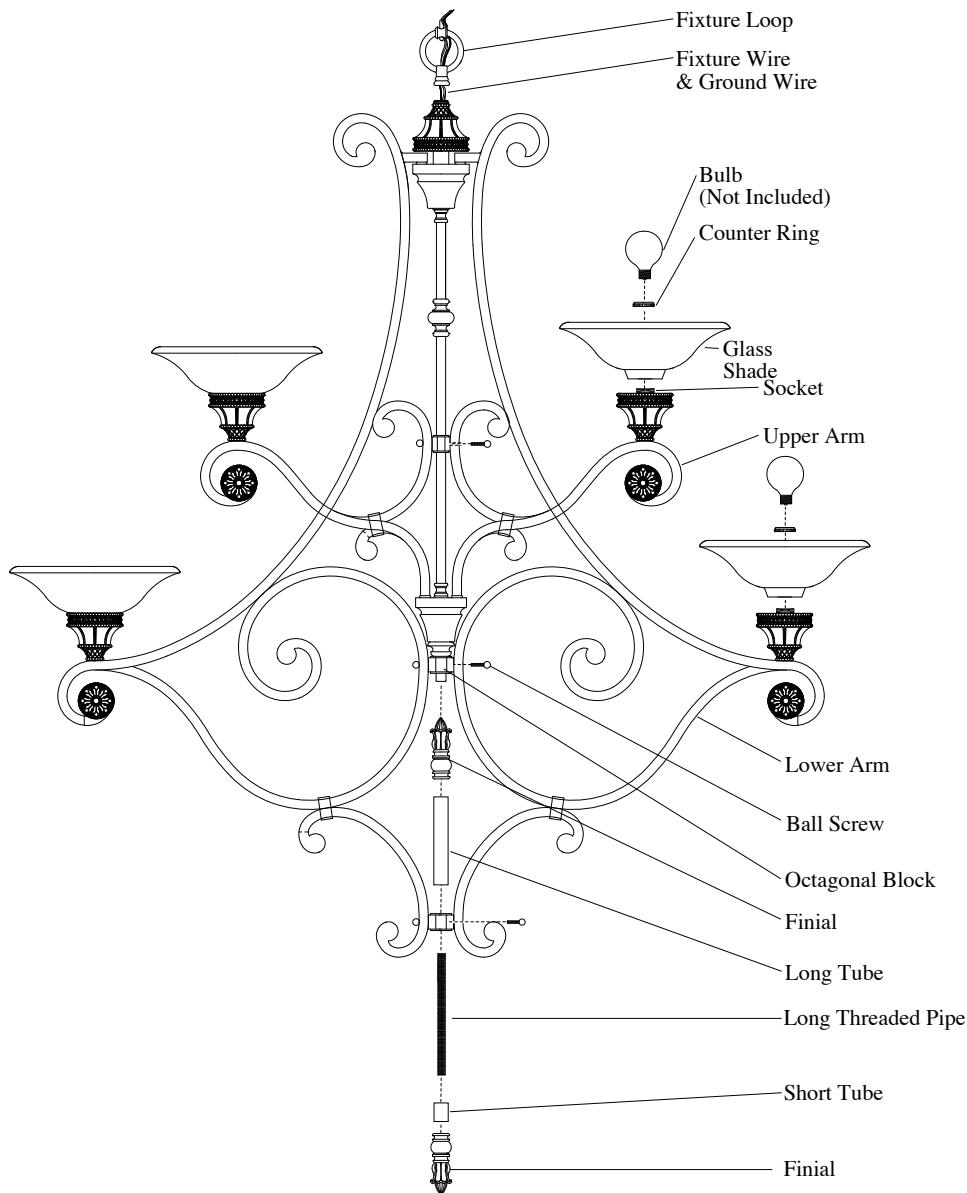 Fixture Loop
Fixture Wire
& Ground Wire
Bulb
(Not Included)
Counter Ring
Glass
Shade
Socket
Upper Arm
Lower Arm
Ball Screw
Octagonal Block
Finial
Long Tube
Long Threaded Pipe
Short Tube
Finial